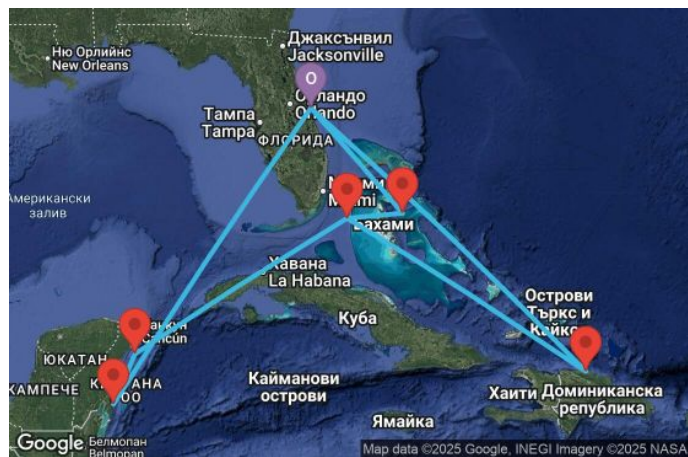 Джаксънвил
Jacksonville
Ню Орлийнс
New Orleans
O
Орландо
Orlando
Тампа
Tampa
ФЛОРИДА
Американски
залив
Miami
Бахами
Хавана
La Habana
Cancún
ЮКАТАН
КАМПЕЧЕ
Куба
Острови
Търкс и
Кайкос
Кайманови
острови
Хаити
Доминиканска
република
Ямайка
Белмопан
Belmopan
Google
Map data ©2025 Google, INEGI Imagery ©2025 NASA